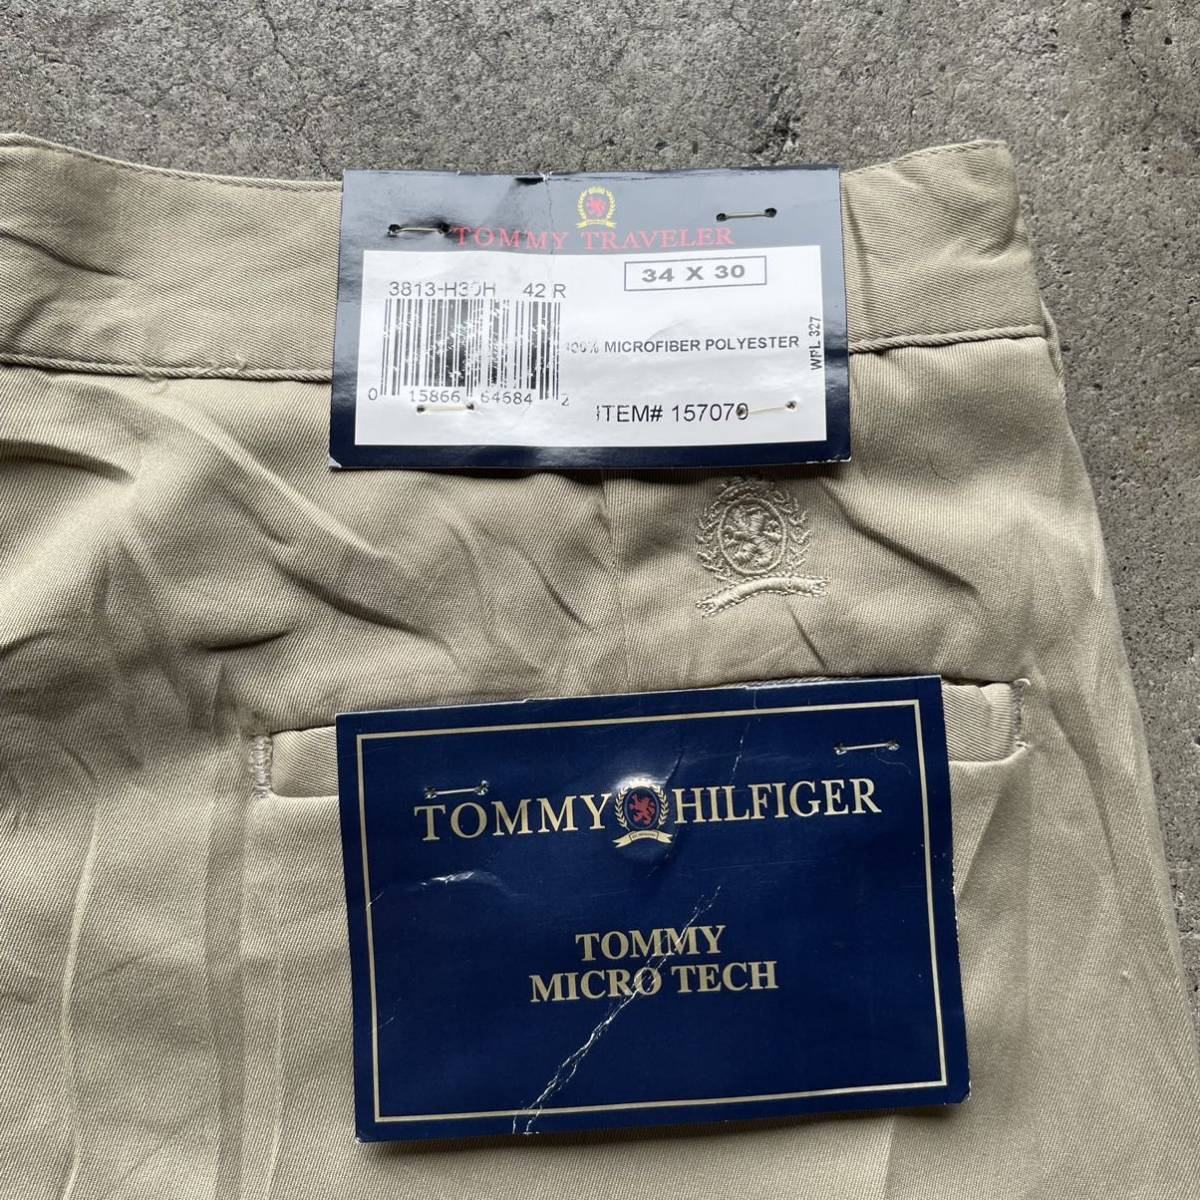 TOMMY TRAVELER
34 X 30
3813-H30H 42 R
100% MICROFIBER POLYESTER
WPL 327
0 15866 64684 2
ITEM# 157070
TOMMY HILFIGER
TOMMY
MICRO TECH